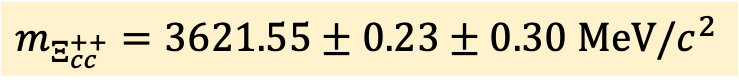 m_{Ξ_{cc}^{++}} = 3621.55 ± 0.23 ± 0.30 MeV/c²